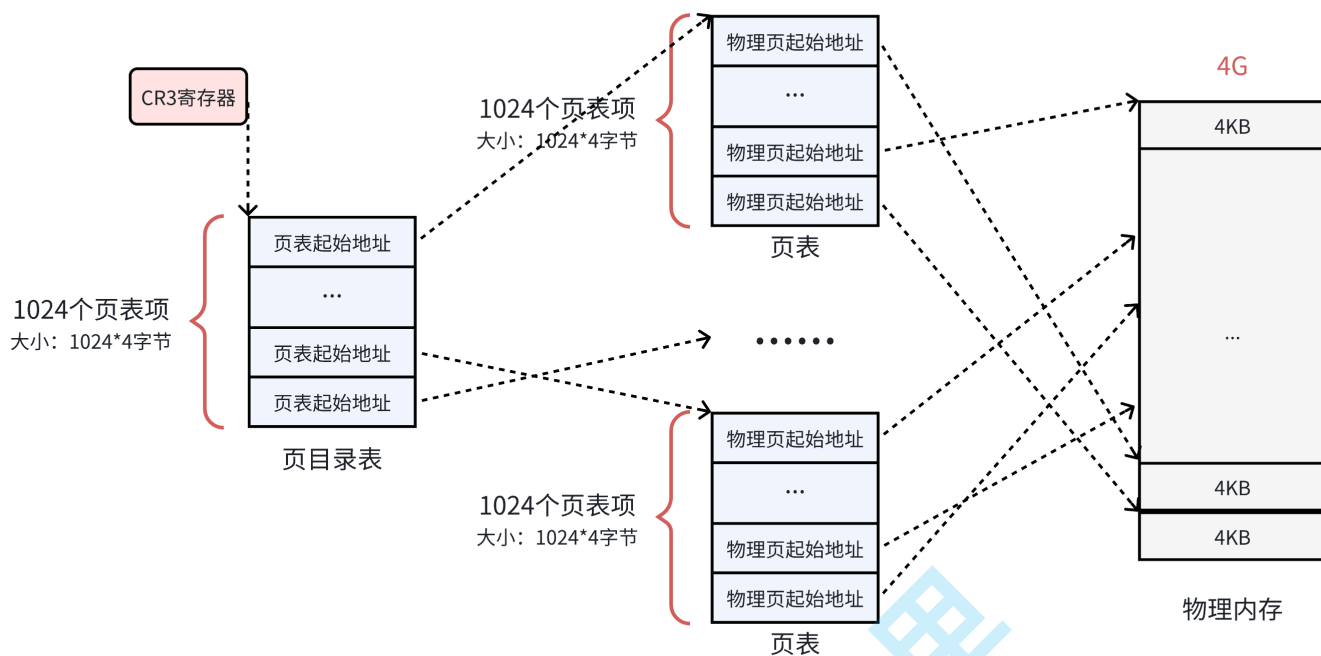 CR3寄存器
1024个页表项
大小：1024*4字节
页表起始地址
...
页表起始地址
页表起始地址
页目录表
1024个页表项
大小：1024*4字节
物理页起始地址
...
物理页起始地址
物理页起始地址
页表
......
1024个页表项
大小：1024*4字节
物理页起始地址
...
物理页起始地址
物理页起始地址
页表
4G
4KB
...
4KB
4KB
物理内存